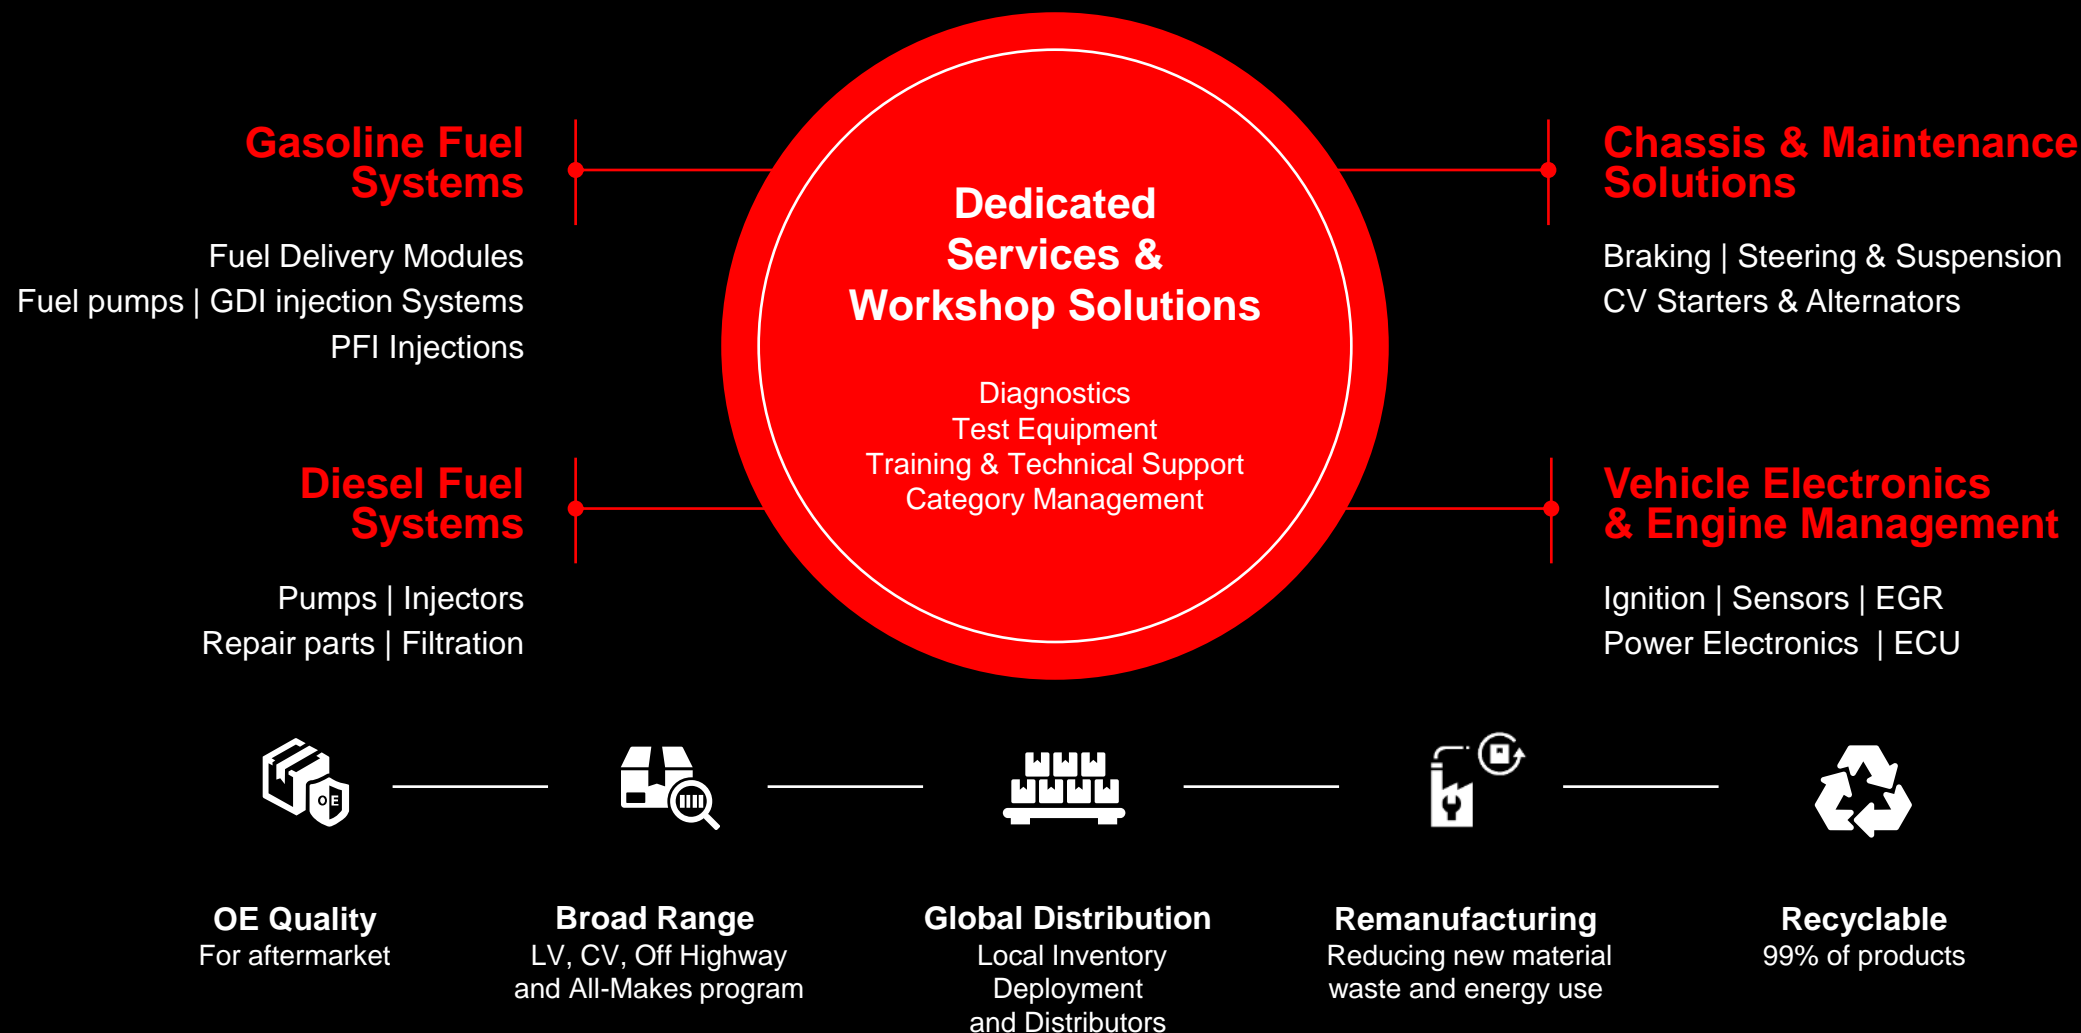 Gasoline Fuel
Systems
Fuel Delivery Modules
Fuel pumps | GDI injection Systems
PFI Injections
Diesel Fuel
Systems
Pumps | Injectors
Repair parts | Filtration
Dedicated
Services &
Workshop Solutions
Diagnostics
Test Equipment
Training & Technical Support
Category Management
Chassis & Maintenance
Solutions
Braking | Steering & Suspension
CV Starters & Alternators
Vehicle Electronics
& Engine Management
Ignition | Sensors | EGR
Power Electronics | ECU
OE
OE Quality
For aftermarket
Broad Range
LV, CV, Off Highway
and All-Makes program
Global Distribution
Local Inventory
Deployment
and Distributors
Remanufacturing
Reducing new material
waste and energy use
Recyclable
99% of products